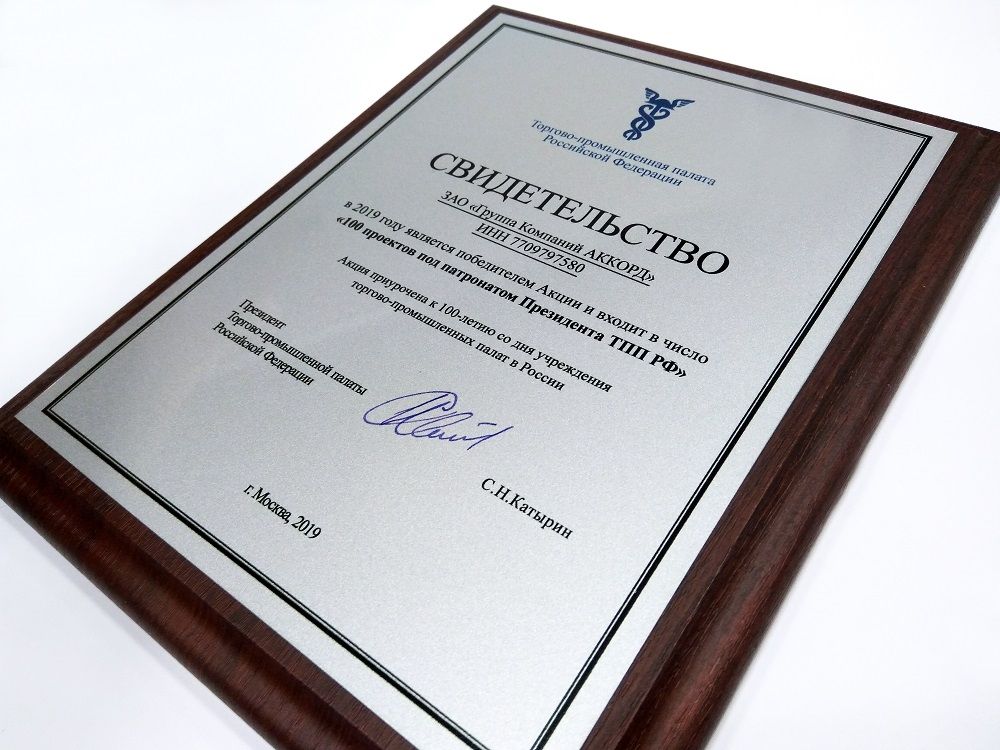 Торгово-промышленная палата
Российской Федерации
СВИДЕТЕЛЬСТВО
ЗАО «Группа Компаний АККОРД»
ИНН 7709797580
в 2019 году является победителем Акции и входит в число
«100 проектов под патронатом Президента ТПП РФ»
Акция приурочена к 100-летию со дня учреждения
торгово-промышленных палат в России
Президент
Торгово-промышленной палаты
Российской Федерации
С.Н.Катырин
г. Москва, 2019